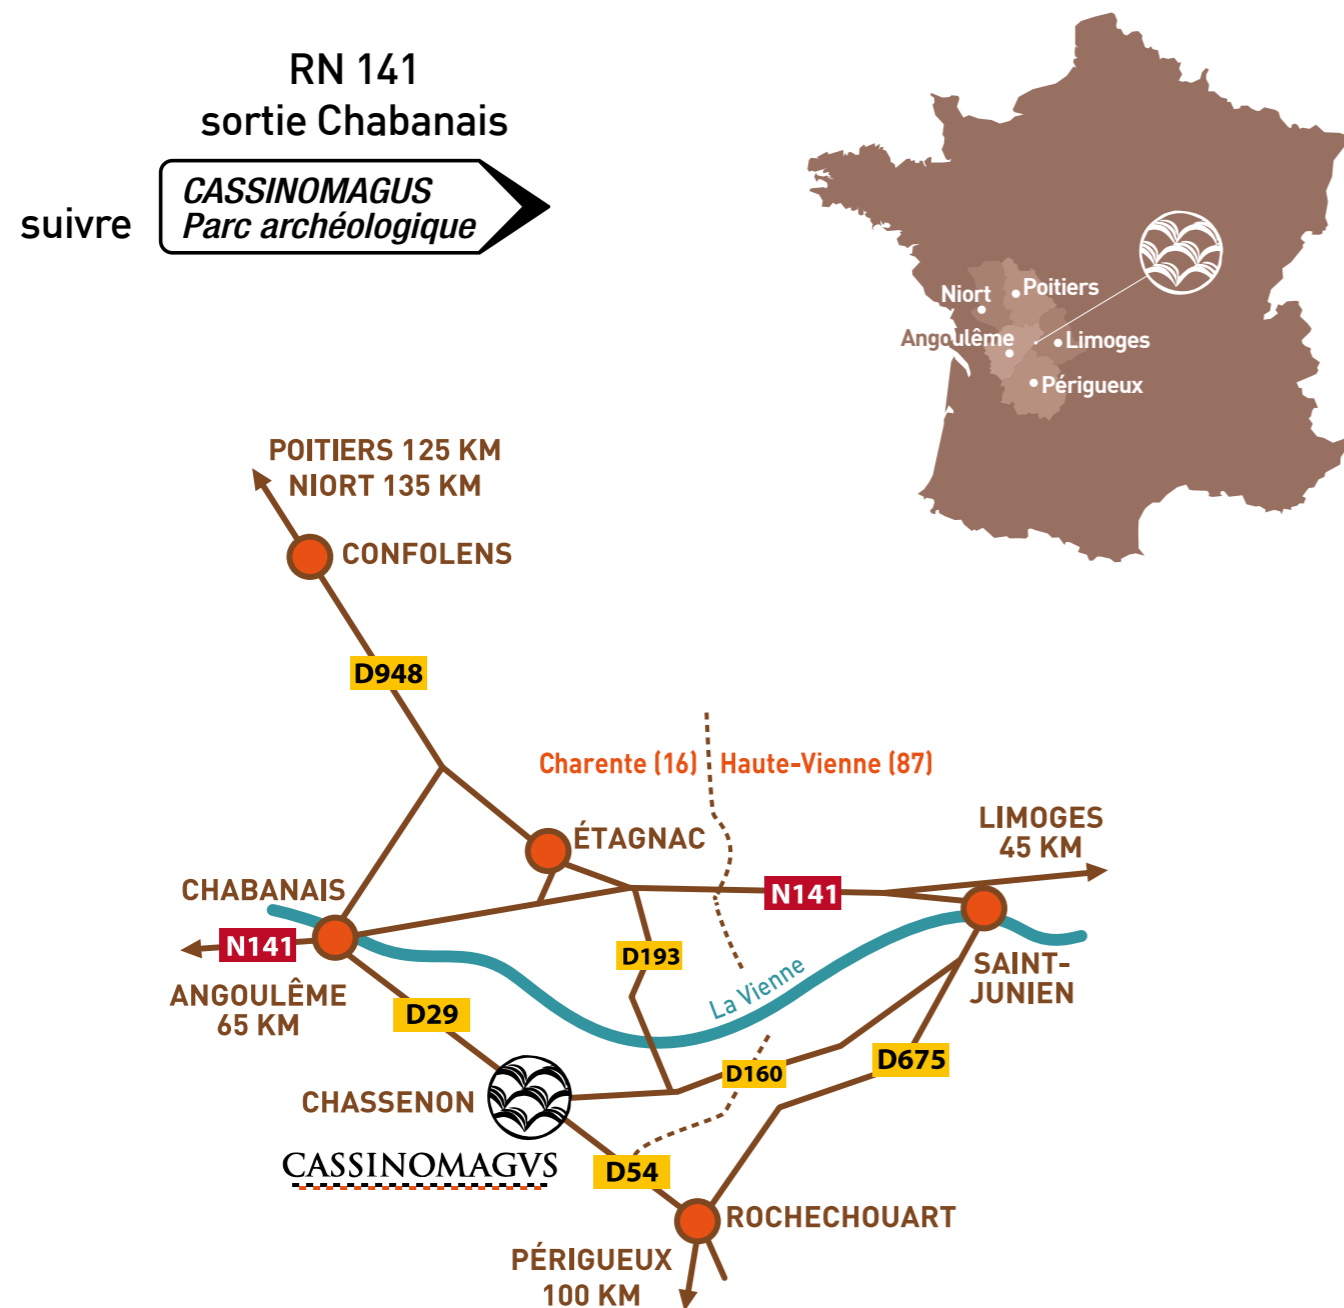 RN 141
sortie Chabanais
suivre
CASSINOMAGUS
Parc archéologique
Niort
Poitiers
Angoulême
Limoges
Périgueux
POITIERS 125 KM
NIORT 135 KM
CONFOLENS
D948
Charente (16)
Haute-Vienne (87)
ÉTAGNAC
LIMOGES
45 KM
CHABANAIS
N141
N141
D193
ANGOULÊME
65 KM
La Vienne
SAINT-
JUNIEN
D29
D160
D675
CHASSENON
CASSINOMAGVS
D54
ROCHECHOUART
PÉRIGUEUX
100 KM